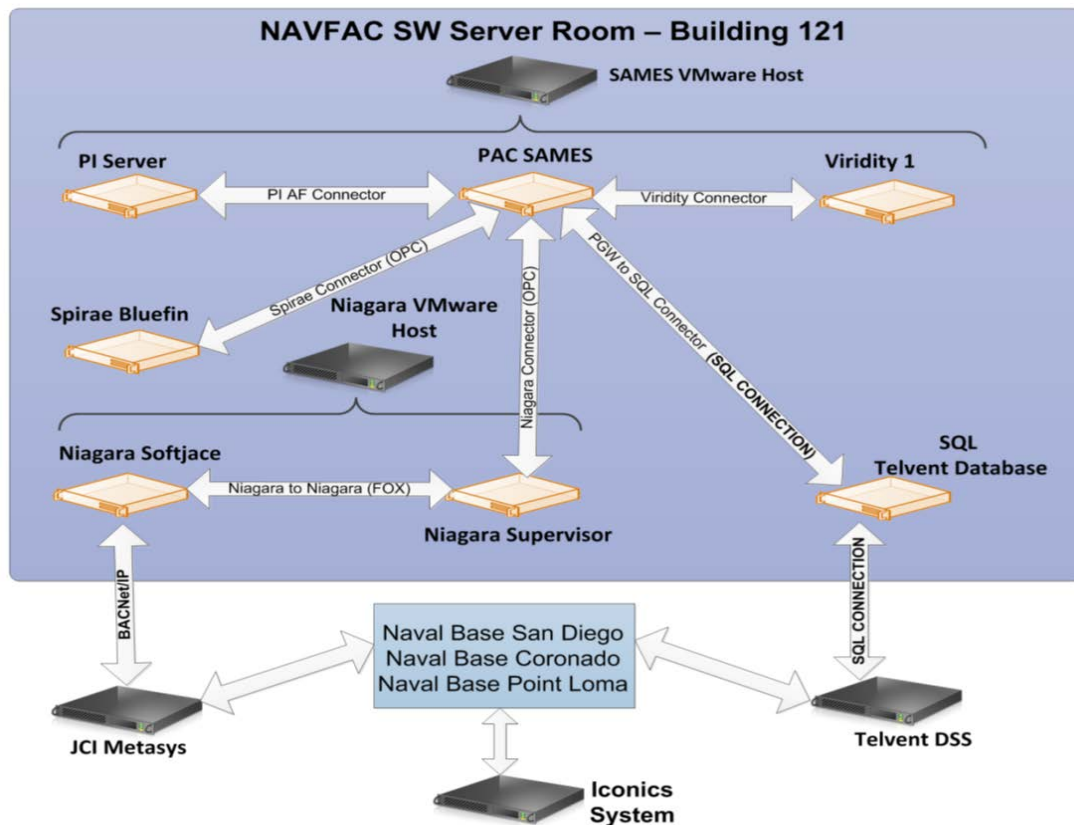 NAVFAC SW Server Room – Building 121
SAMES VMware Host
PI Server
PAC SAMES
Viridity 1
PI AF Connector
Viridity Connector
Spirae Connector (OPC)
PGW to SQL Connector (SQL CONNECTION)
Niagara Connector (OPC)
Spirae Bluefin
Niagara VMware
Host
Niagara Softjace
SQL
Telvent Database
Niagara to Niagara (FOX)
Niagara Supervisor
BACNet/IP
SQL CONNECTION
Naval Base San Diego
Naval Base Coronado
Naval Base Point Loma
JCI Metasys
Telvent DSS
Iconics
System